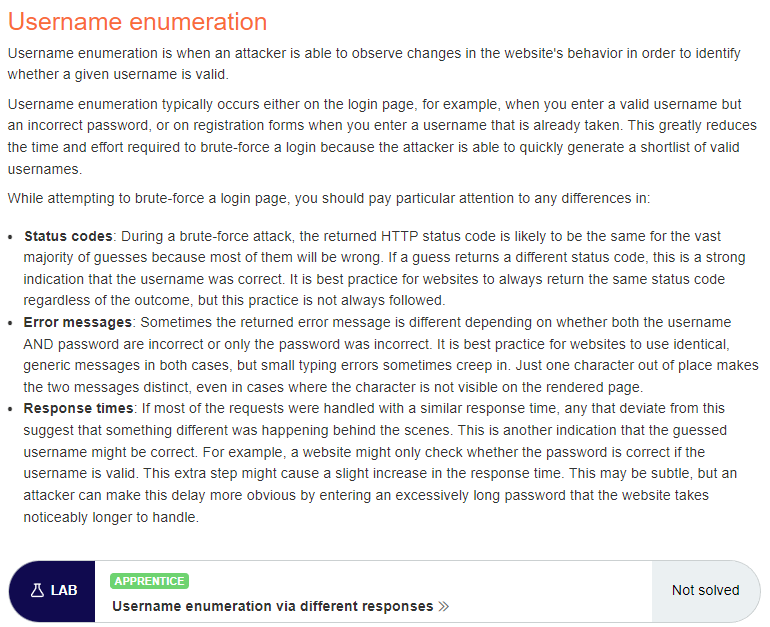 Username enumeration
Username enumeration is when an attacker is able to observe changes in the website's behavior in order to identify
whether a given username is valid.
Username enumeration typically occurs either on the login page, for example, when you enter a valid username but
an incorrect password, or on registration forms when you enter a username that is already taken. This greatly reduces
the time and effort required to brute-force a login because the attacker is able to quickly generate a shortlist of valid
usernames.
While attempting to brute-force a login page, you should pay particular attention to any differences in:
• Status codes: During a brute-force attack, the returned HTTP status code is likely to be the same for the vast
majority of guesses because most of them will be wrong. If a guess returns a different status code, this is a strong
indication that the username was correct. It is best practice for websites to always return the same status code
regardless of the outcome, but this practice is not always followed.
• Error messages: Sometimes the returned error message is different depending on whether both the username
AND password are incorrect or only the password was incorrect. It is best practice for websites to use identical,
generic messages in both cases, but small typing errors sometimes creep in. Just one character out of place makes
the two messages distinct, even in cases where the character is not visible on the rendered page.
• Response times: If most of the requests were handled with a similar response time, any that deviate from this
suggest that something different was happening behind the scenes. This is another indication that the guessed
username might be correct. For example, a website might only check whether the password is correct if the
username is valid. This extra step might cause a slight increase in the response time. This may be subtle, but an
attacker can make this delay more obvious by entering an excessively long password that the website takes
noticeably longer to handle.
LAB
APPRENTICE
Username enumeration via different responses »
Not solved